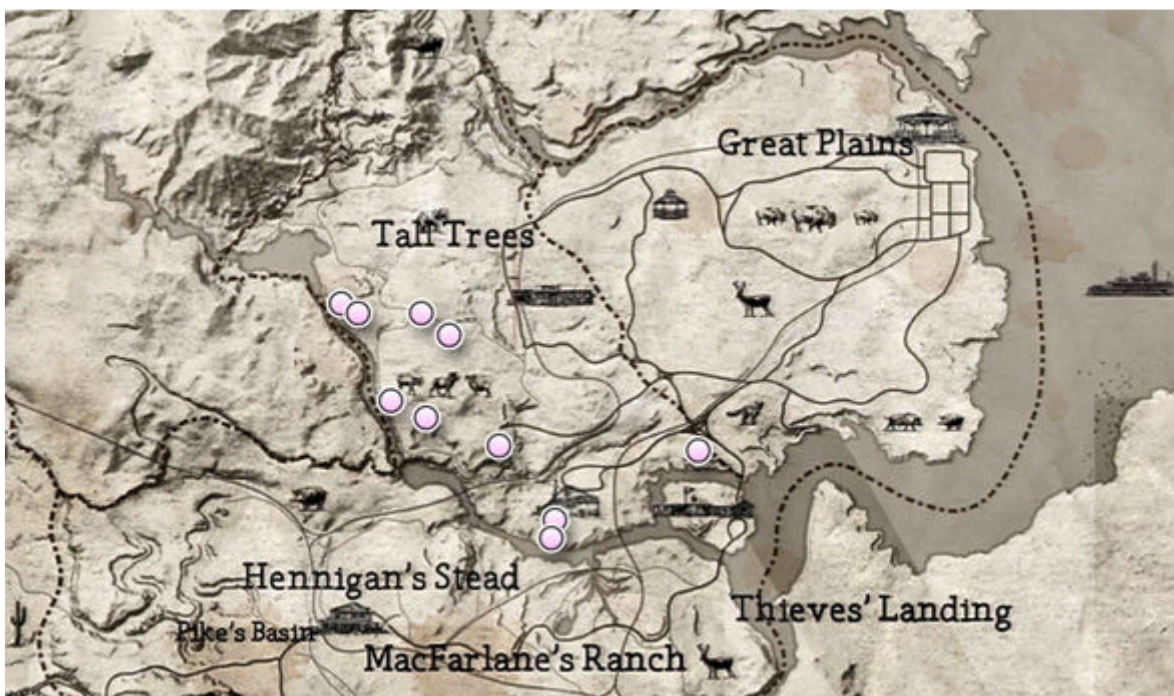 Great Plains
Tall Trees
Hennigan's Stead
Thieves' Landing
Pike's Basin
MacFarlane's Ranch